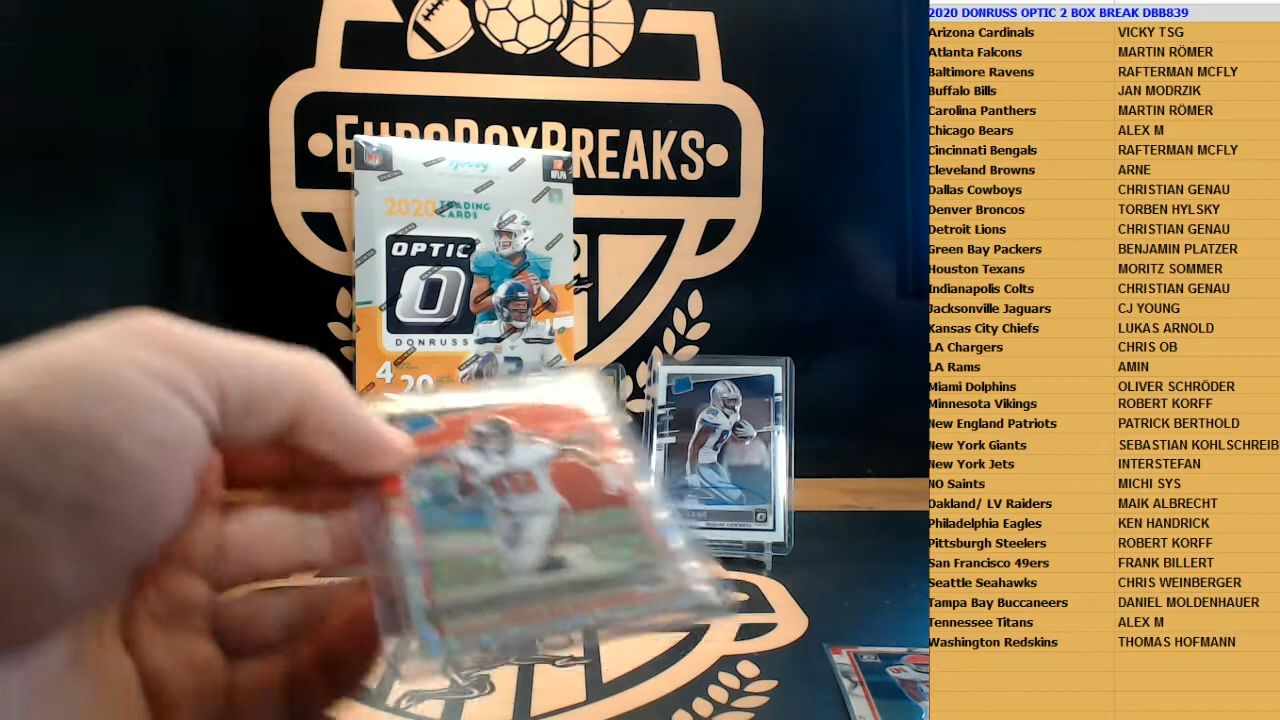 EUROBOXBREAKS
2020 TRADING CARDS
OPTIC
DONRUSS
4
20
2020 DONRUSS OPTIC 2 BOX BREAK DBB839
Arizona Cardinals VICKY TSG
Atlanta Falcons MARTIN RÖMER
Baltimore Ravens RAFTERMAN MCFLY
Buffalo Bills JAN MODRZIK
Carolina Panthers MARTIN RÖMER
Chicago Bears ALEX M
Cincinnati Bengals RAFTERMAN MCFLY
Cleveland Browns ARNE
Dallas Cowboys CHRISTIAN GENAU
Denver Broncos TORBEN HYLSKY
Detroit Lions CHRISTIAN GENAU
Green Bay Packers BENJAMIN PLATZER
Houston Texans MORITZ SOMMER
Indianapolis Colts CHRISTIAN GENAU
Jacksonville Jaguars CJ YOUNG
Kansas City Chiefs LUKAS ARNOLD
LA Chargers CHRIS OB
LA Rams AMIN
Miami Dolphins OLIVER SCHRÖDER
Minnesota Vikings ROBERT KORFF
New England Patriots PATRICK BERTHOLD
New York Giants SEBASTIAN KOHLSCHREIB
New York Jets INTERSTEFAN
NO Saints MICHI SYS
Oakland/ LV Raiders MAIK ALBRECHT
Philadelphia Eagles KEN HANDRICK
Pittsburgh Steelers ROBERT KORFF
San Francisco 49ers FRANK BILLERT
Seattle Seahawks CHRIS WEINBERGER
Tampa Bay Buccaneers DANIEL MOLDENHAUER
Tennessee Titans ALEX M
Washington Redskins THOMAS HOFMANN